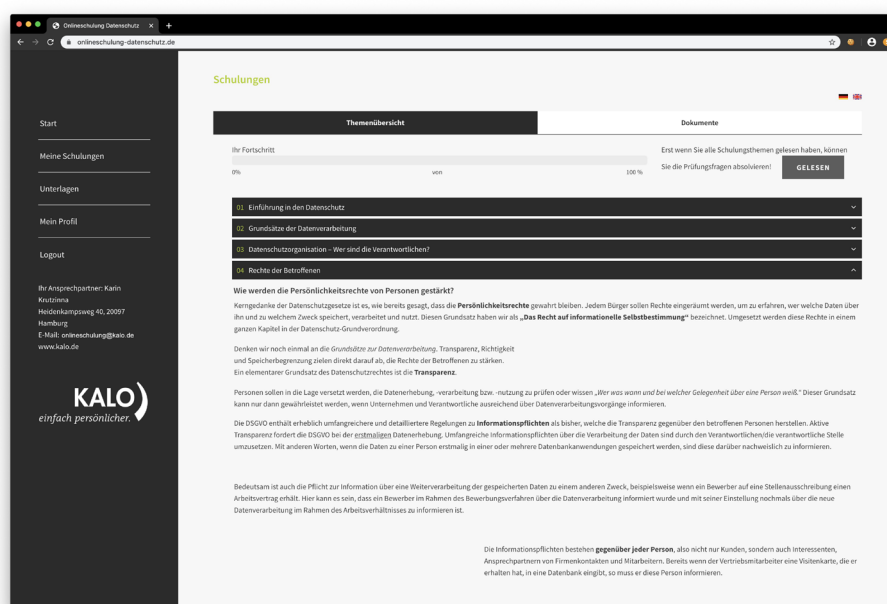 Onlineschulung Datenschutz
onlineschulung-datenschutz.de
Start
Meine Schulungen
Unterlagen
Mein Profil
Logout
Ihr Ansprechpartner: Karin
Krutzinna
Heidenkampsweg 40, 20097
Hamburg
E-Mail: onlineschulung@kalo.de
www.kalo.de
KALO
einfach persönlicher.
Schulungen
Themenübersicht
Dokumente
Ihr Fortschritt
0%
von
100 %
Erst wenn Sie alle Schulungsthemen gelesen haben, können
Sie die Prüfungsfragen absolvieren!
GELESEN
01 Einführung in den Datenschutz
02 Grundsätze der Datenverarbeitung
03 Datenschutzorganisation – Wer sind die Verantwortlichen?
04 Rechte der Betroffenen
Wie werden die Persönlichkeitsrechte von Personen gestärkt?
Kerngedanke der Datenschutzgesetze ist es, wie bereits gesagt, dass die Persönlichkeitsrechte gewahrt bleiben. Jedem Bürger sollen Rechte eingeräumt werden, um zu erfahren, wer welche Daten über
ihn und zu welchem Zweck speichert, verarbeitet und nutzt. Diesen Grundsatz haben wir als „Das Recht auf informationelle Selbstbestimmung“ bezeichnet. Umgesetzt werden diese Rechte in einem
ganzen Kapitel in der Datenschutz-Grundverordnung.
Denken wir noch einmal an die Grundsätze zur Datenverarbeitung. Transparenz, Richtigkeit
und Speicherbegrenzung zielen direkt darauf ab, die Rechte der Betroffenen zu stärken.
Ein elementarer Grundsatz des Datenschutzrechtes ist die Transparenz.
Personen sollen in die Lage versetzt werden, die Datenerhebung, -verarbeitung bzw. -nutzung zu prüfen oder wissen „Wer was wann und bei welcher Gelegenheit über eine Person weiß.“ Dieser Grundsatz
kann nur dann gewährleistet werden, wenn Unternehmen und Verantwortliche ausreichend über Datenverarbeitungsvorgänge informieren.
Die DSGVO enthält erheblich umfangreichere und detailliertere Regelungen zu Informationspflichten als bisher, welche die Transparenz gegenüber den betroffenen Personen herstellen. Aktive
Transparenz fordert die DSGVO bei der erstmaligen Datenerhebung. Umfangreiche Informationspflichten über die Verarbeitung der Daten sind durch den Verantwortlichen/die verantwortliche Stelle
umzusetzen. Mit anderen Worten, wenn die Daten zu einer Person erstmalig in einer oder mehrere Datenbankanwendungen gespeichert werden, sind diese darüber nachweislich zu informieren.
Bedeutsam ist auch die Pflicht zur Information über eine Weiterverarbeitung der gespeicherten Daten zu einem anderen Zweck, beispielsweise wenn ein Bewerber auf eine Stellenausschreibung einen
Arbeitsvertrag erhält. Hier kann es sein, dass ein Bewerber im Rahmen des Bewerbungsverfahren über die Datenverarbeitung informiert wurde und mit seiner Einstellung nochmals über die neue
Datenverarbeitung im Rahmen des Arbeitsverhältnisses zu informieren ist.
Die Informationspflichten bestehen gegenüber jeder Person, also nicht nur Kunden, sondern auch Interessenten,
Ansprechpartnern von Firmenkontakten und Mitarbeitern. Bereits wenn der Vertriebsmitarbeiter eine Visitenkarte, die er
erhalten hat, in eine Datenbank eingibt, so muss er diese Person informieren.